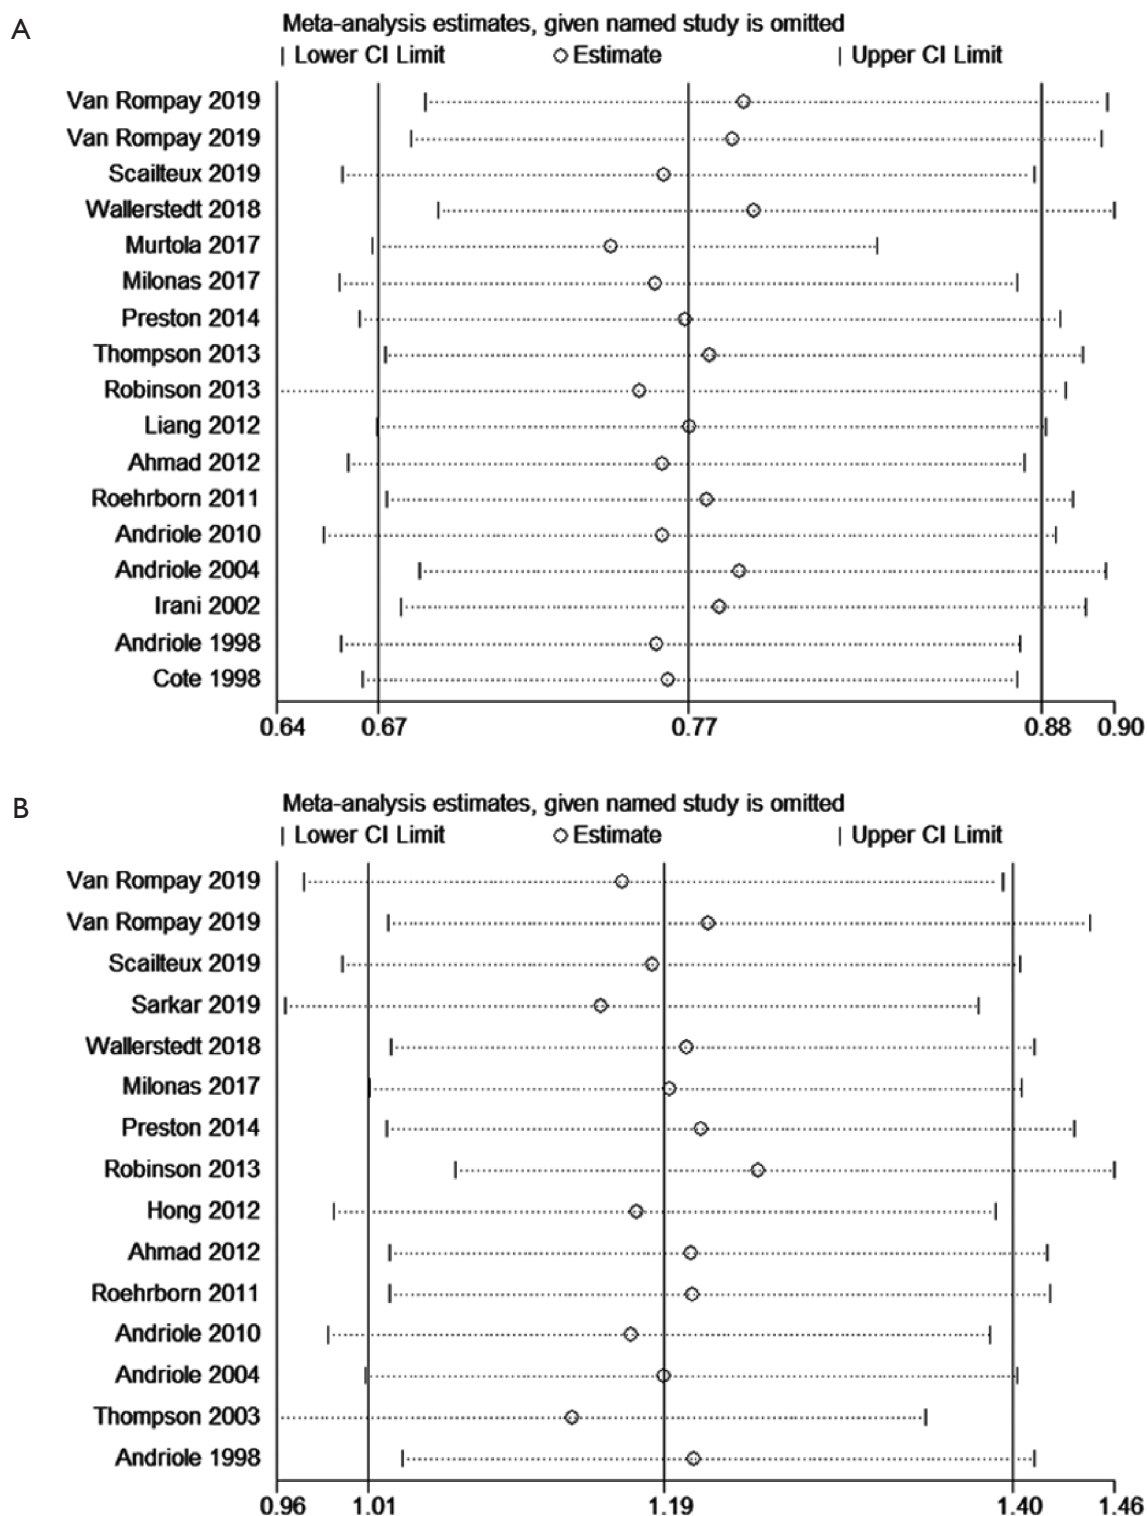 A
Meta-analysis estimates, given named study is omitted
| Lower CI Limit ○ Estimate | Upper CI Limit
Van Rompay 2019
Van Rompay 2019
Scailteux 2019
Wallerstedt 2018
Murtola 2017
Milonas 2017
Preston 2014
Thompson 2013
Robinson 2013
Liang 2012
Ahmad 2012
Roehrborn 2011
Andriole 2010
Andriole 2004
Irani 2002
Andriole 1998
Cote 1998
0.64 0.67 0.77 0.88 0.90
B
Meta-analysis estimates, given named study is omitted
| Lower CI Limit ○ Estimate | Upper CI Limit
Van Rompay 2019
Van Rompay 2019
Scailteux 2019
Sarkar 2019
Wallerstedt 2018
Milonas 2017
Preston 2014
Robinson 2013
Hong 2012
Ahmad 2012
Roehrborn 2011
Andriole 2010
Andriole 2004
Thompson 2003
Andriole 1998
0.96 1.01 1.19 1.40 1.46